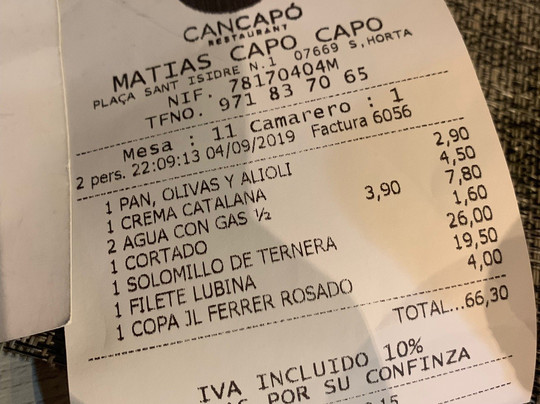 CANCAPÓ
RESTAURANT
MATIAS CAPO CAPO
PLAÇA SANT ISIDRE N.1 07669 S,HORTA
NIF. 78170404M
TFNO. 971 83 70 65
Mesa : 11 Camarero : 1
2 pers. 22:09:13 04/09/2019 Factura 6056
1 PAN, OLIVAS Y ALIOLI 2,90
1 CREMA CATALANA 4,50
2 AGUA CON GAS ½ 3,90 7,80
1 CORTADO 1,60
1 SOLOMILLO DE TERNERA 26,00
1 FILETE LUBINA 19,50
1 COPA JL FERRER ROSADO 4,00
TOTAL...66,30
IVA INCLUIDO 10%
POR SU CONFINZA